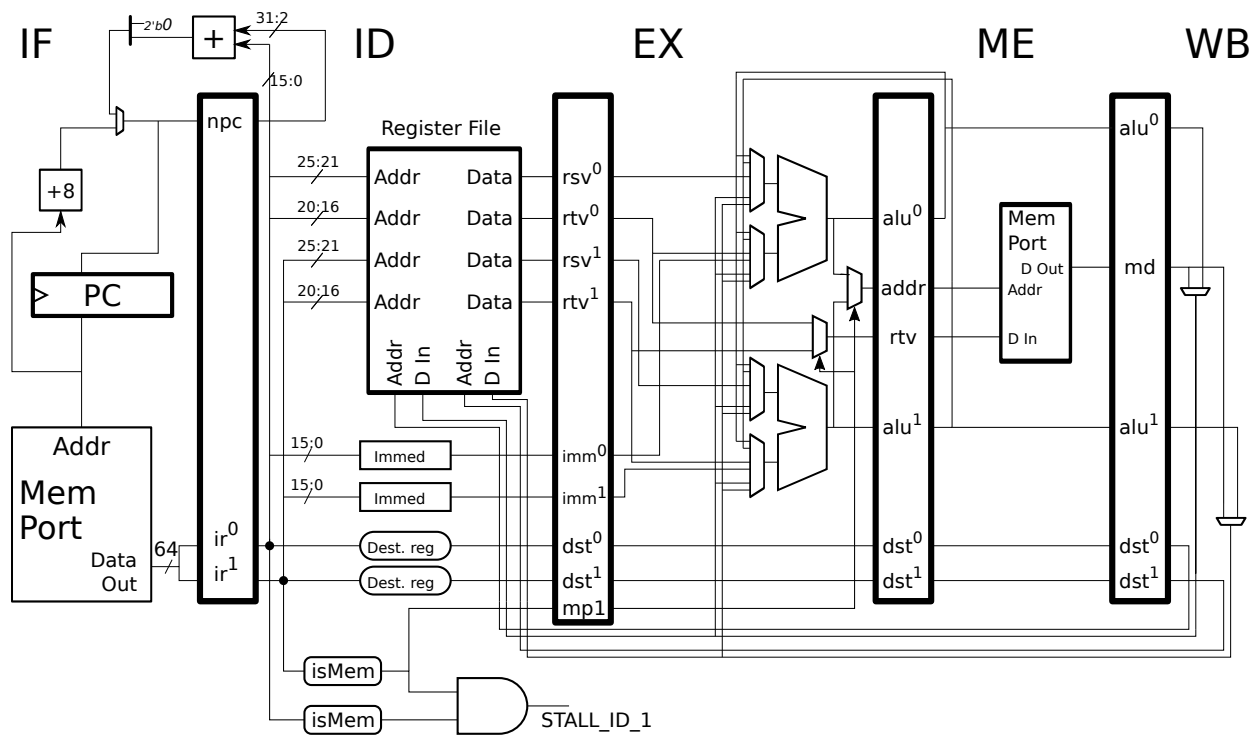 IF
ID
EX
ME
WB
2'b0
+
31:2
15:0
npc
+8
PC
Addr
Mem
Port
Data
Out
64
ir0
ir1
Register File
25:21
Addr
Data
20:16
Addr
Data
25:21
Addr
Data
20:16
Addr
Data
Addr
D In
Addr
D In
15:0
Immed
15:0
Immed
Dest. reg
Dest. reg
isMem
isMem
STALL_ID_1
rsv0
rtv0
rsv1
rtv1
imm0
imm1
dst0
dst1
mp1
alu0
addr
rtv
alu1
dst0
dst1
Mem
Port
D Out
Addr
D In
alu0
md
alu1
dst0
dst1